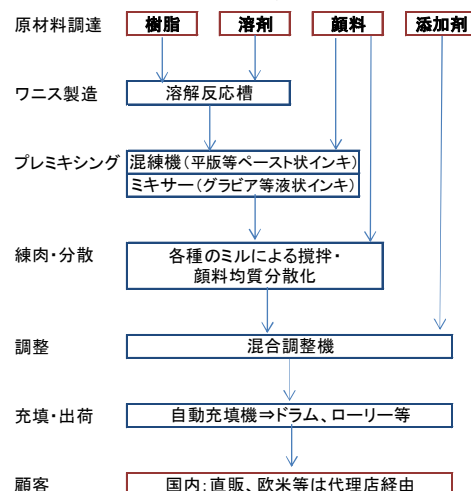 原材料調達 樹脂 溶剤 顔料 添加剤
ワニス製造 溶解反応槽
プレミキシング 混練機(平版等ペースト状インキ)
ミキサー(グラビア等液状インキ)
練肉・分散 各種のミルによる撹拌・
顔料均質分散化
調整 混合調整機
充填・出荷 自動充填機⇒ドラム、ローリー等
顧客 国内:直販、欧米等は代理店経由